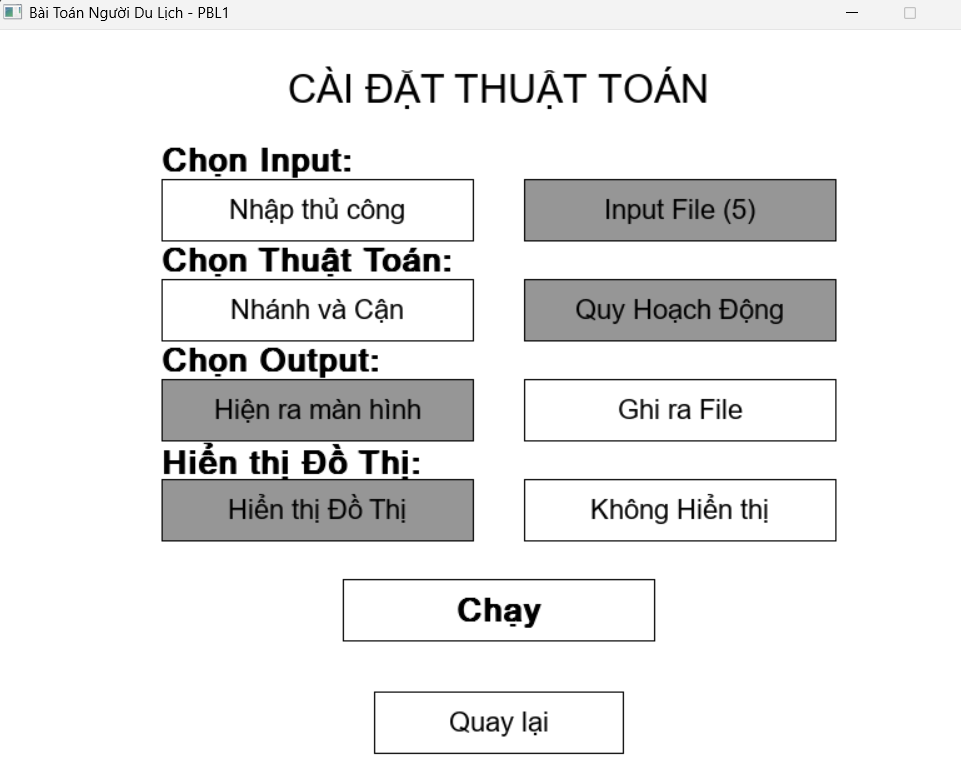 Bài Toán Người Du Lịch - PBL1
CÀI ĐẶT THUẬT TOÁN
Chọn Input:
Nhập thủ công Input File (5)
Chọn Thuật Toán:
Nhánh và Cận Quy Hoạch Động
Chọn Output:
Hiện ra màn hình Ghi ra File
Hiển thị Đồ Thị:
Hiển thị Đồ Thị Không Hiển thị
Chạy
Quay lại